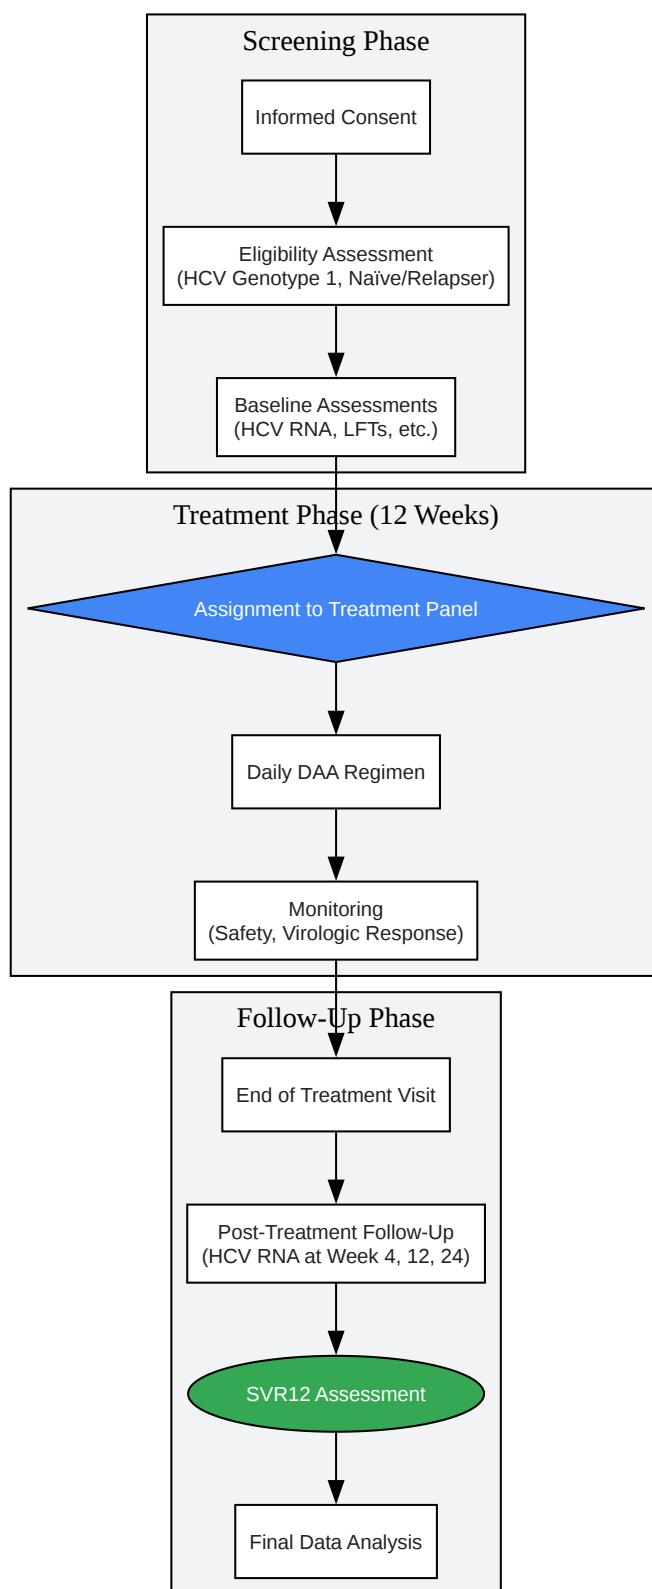 Screening Phase
Informed Consent
Eligibility Assessment
(HCV Genotype 1, Naïve/Relapser)
Baseline Assessments
(HCV RNA, LFTs, etc.)
Treatment Phase (12 Weeks)
Assignment to Treatment Panel
Daily DAA Regimen
Monitoring
(Safety, Virologic Response)
Follow-Up Phase
End of Treatment Visit
Post-Treatment Follow-Up
(HCV RNA at Week 4, 12, 24)
SVR12 Assessment
Final Data Analysis